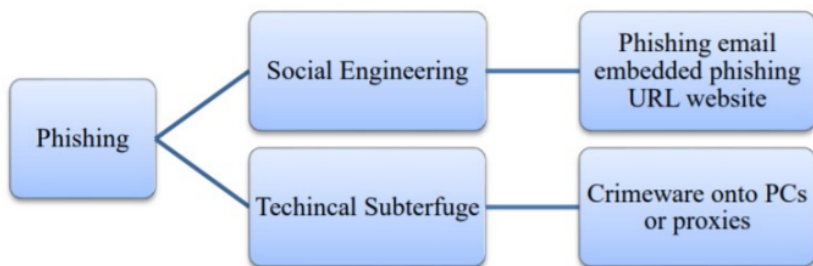 Phishing
Social Engineering
Phishing email
embedded phishing
URL website
Techincal Subterfuge
Crimeware onto PCs
or proxies